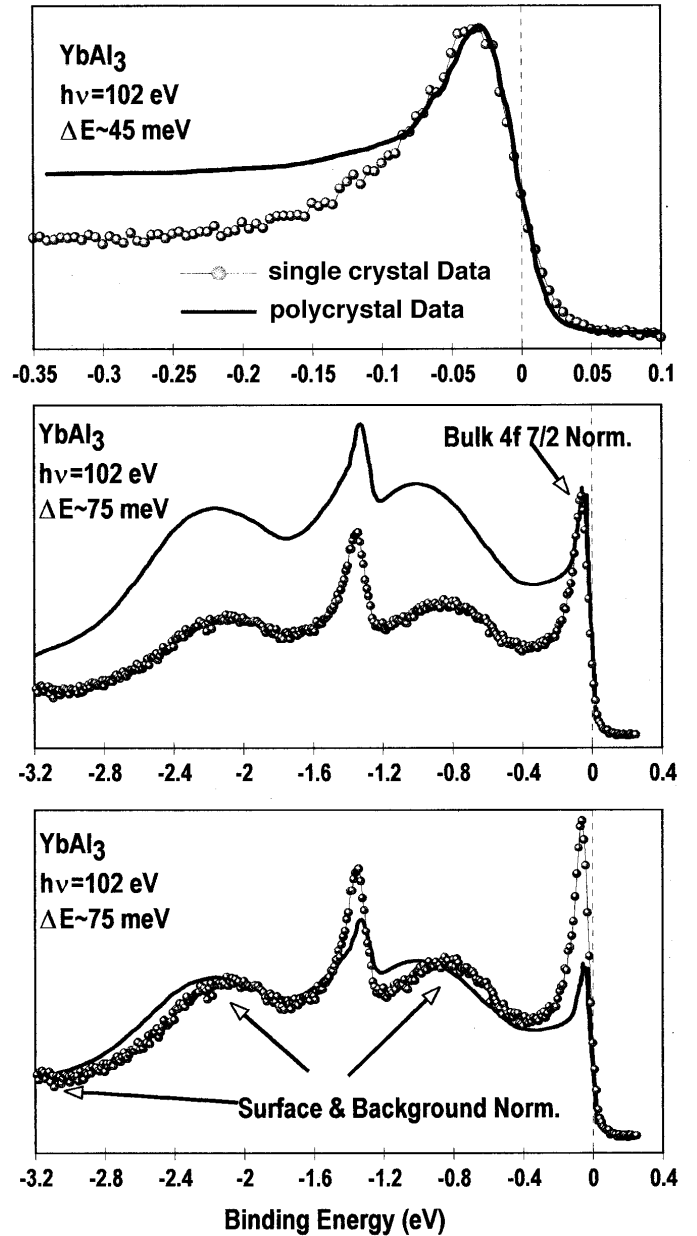 YbAl3
hν=102 eV
ΔE~45 meV
single crystal Data
polycrystal Data
-0.35 -0.3 -0.25 -0.2 -0.15 -0.1 -0.05 0 0.05 0.1
YbAl3
hν=102 eV
ΔE~75 meV
Bulk 4f 7/2 Norm.
-3.2 -2.8 -2.4 -2 -1.6 -1.2 -0.8 -0.4 0 0.4
YbAl3
hν=102 eV
ΔE~75 meV
Surface & Background Norm.
-3.2 -2.8 -2.4 -2 -1.6 -1.2 -0.8 -0.4 0 0.4
Binding Energy (eV)